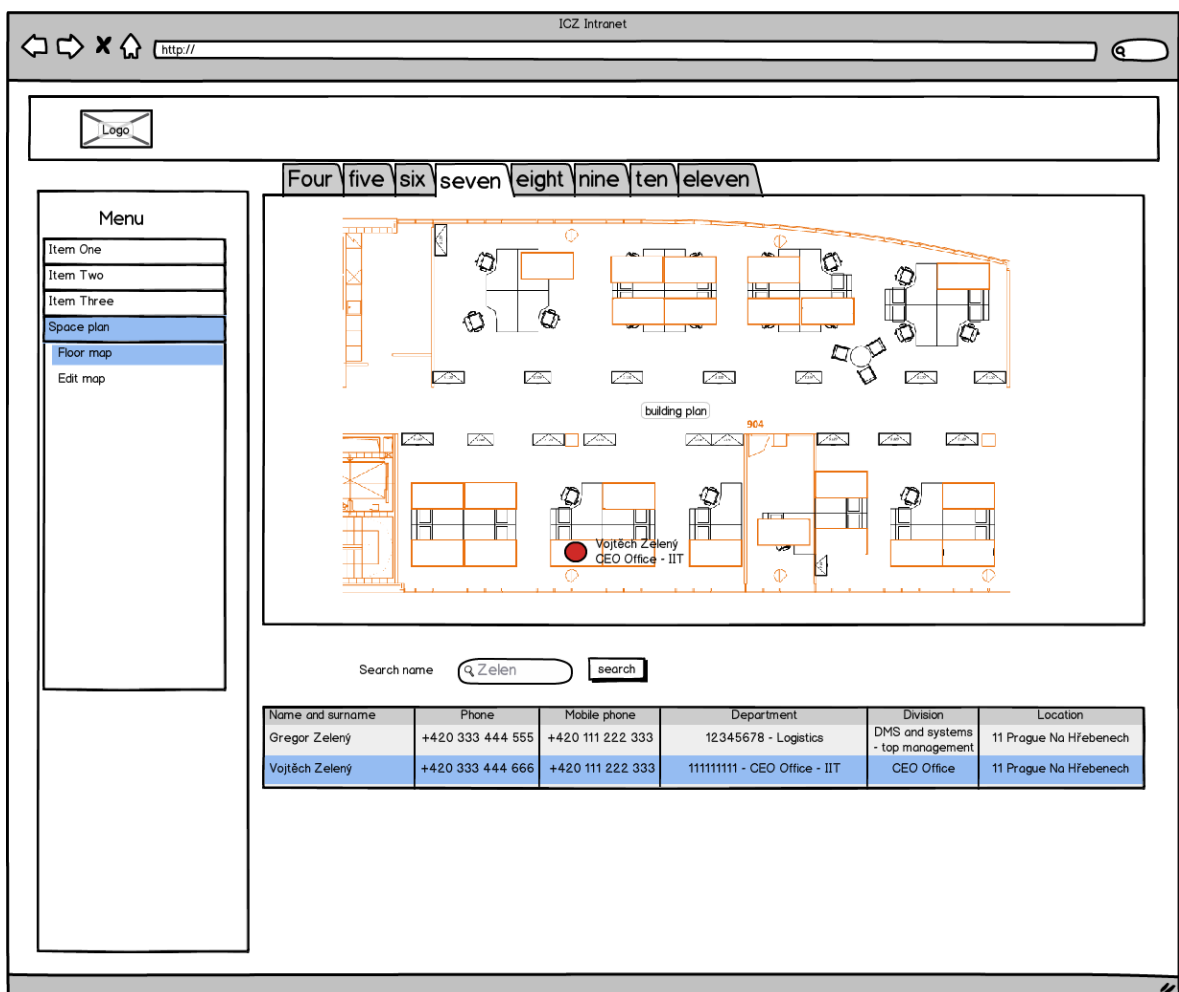 ICZ Intranet
http://
Logo
Four five six seven eight nine ten eleven
Menu
Item One
Item Two
Item Three
Space plan
Floor map
Edit map
building plan
904
Vojtěch Zelený
CEO Office - IIT
Search name Zelen search
Name and surname Phone Mobile phone Department Division Location
Gregor Zelený +420 333 444 555 +420 111 222 333 12345678 - Logistics DMS and systems - top management 11 Prague Na Hřebenech
Vojtěch Zelený +420 333 444 666 +420 111 222 333 111111111 - CEO Office - IIT CEO Office 11 Prague Na Hřebenech